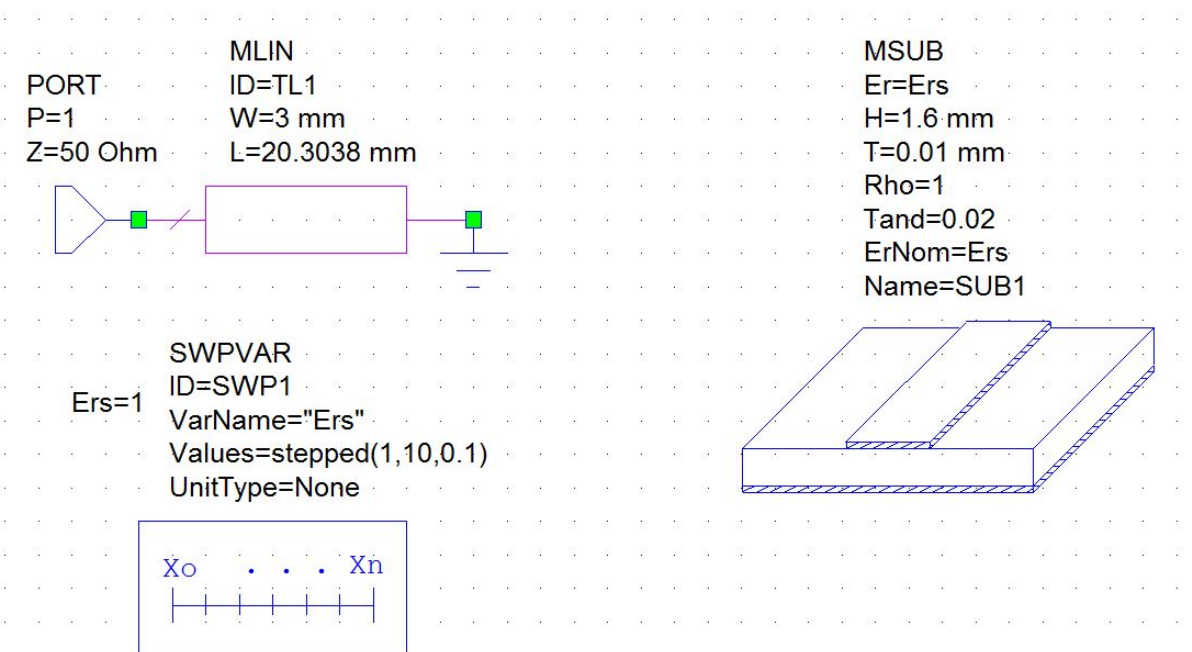 PORT
P=1
Z=50 Ohm
MLIN
ID=TL1
W=3 mm
L=20.3038 mm
MSUB
Er=Ers
H=1.6 mm
T=0.01 mm
Rho=1
Tand=0.02
ErNom=Ers
Name=SUB1
Ers=1
SWPVAR
ID=SWP1
VarName="Ers"
Values=stepped(1,10,0.1)
UnitType=None
Xo . . . Xn